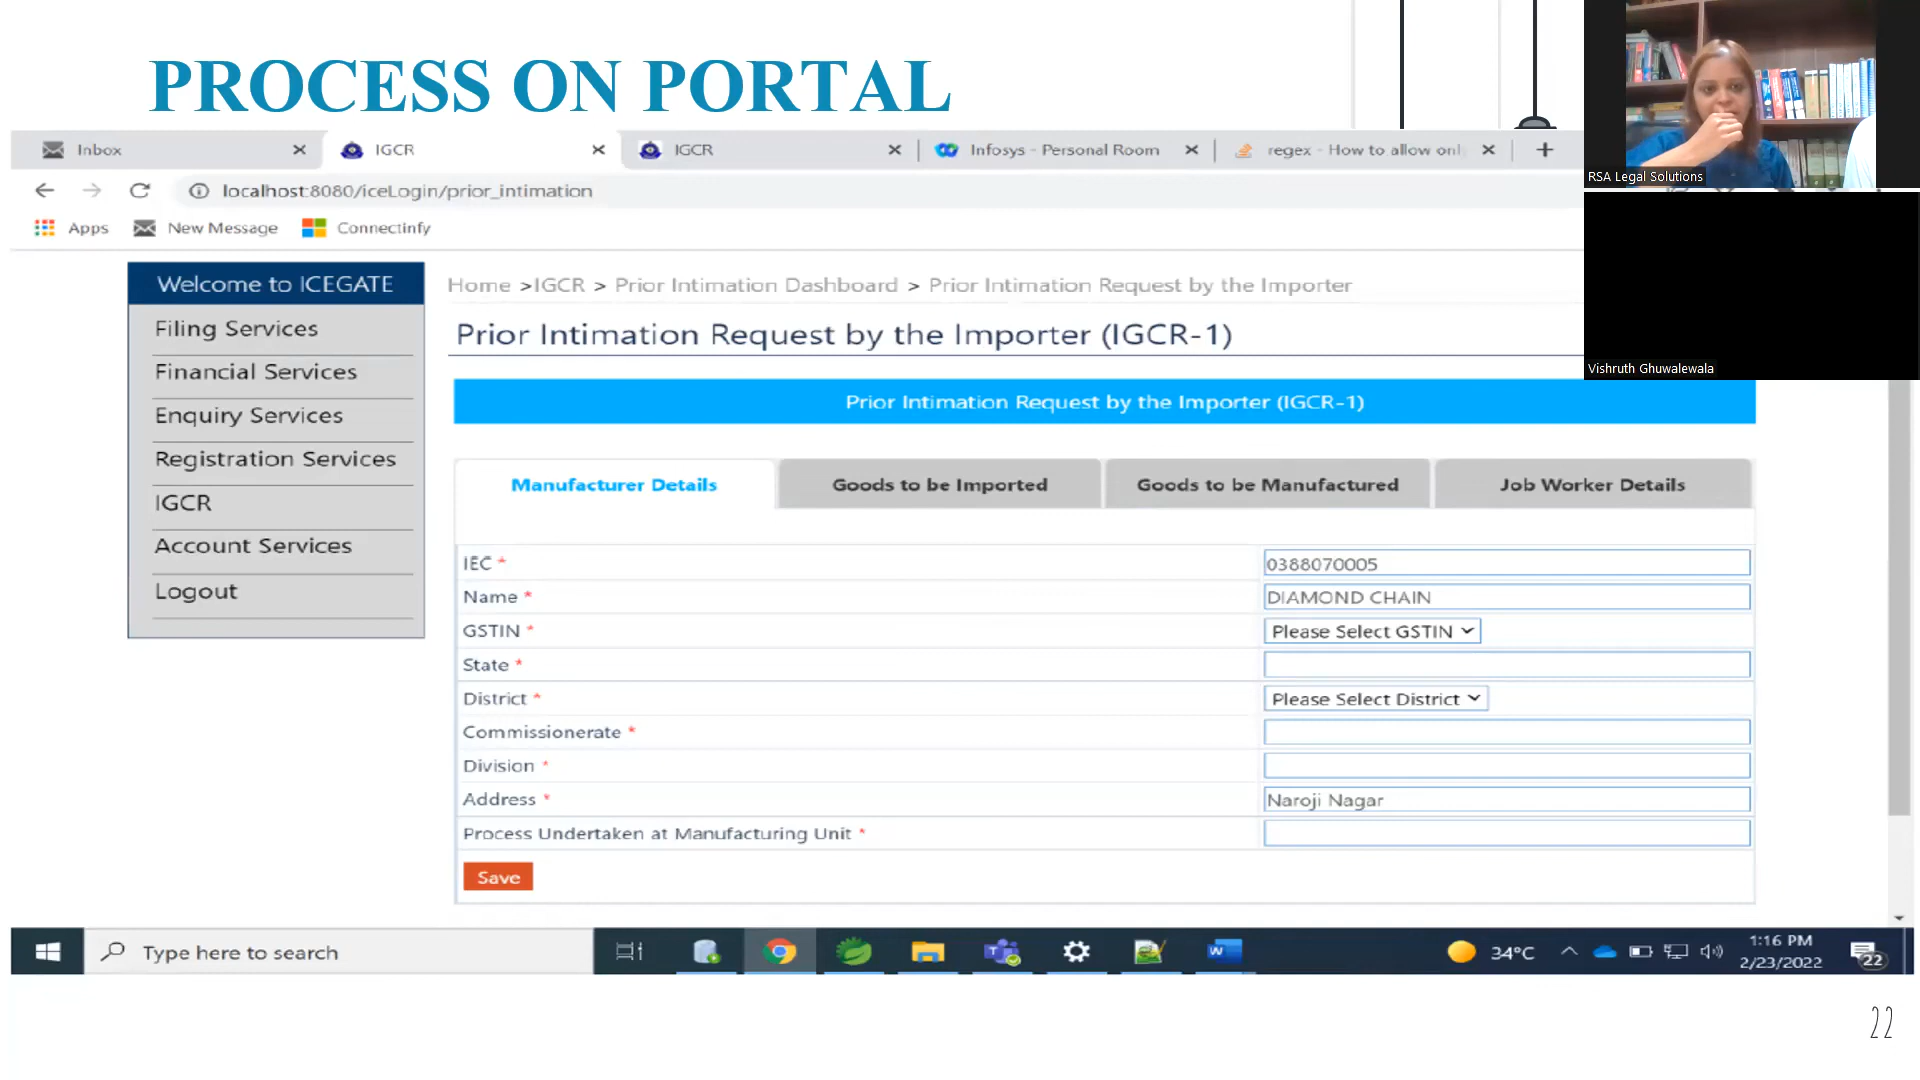 PROCESS ON PORTAL
Inbox
IGCR
IGCR
Infosys - Personal Room
regex - How to allow onl
localhost:8080/iceLogin/prior_intimation
Apps
New Message
Connectinfy
RSA Legal Solutions
Vishruth Ghuwalewala
Welcome to ICEGATE
Filing Services
Financial Services
Enquiry Services
Registration Services
IGCR
Account Services
Logout
Home >IGCR > Prior Intimation Dashboard > Prior Intimation Request by the Importer
Prior Intimation Request by the Importer (IGCR-1)
Prior Intimation Request by the Importer (IGCR-1)
Manufacturer Details
Goods to be Imported
Goods to be Manufactured
Job Worker Details
IEC * 0388070005
Name * DIAMOND CHAIN
GSTIN * Please Select GSTIN
State *
District * Please Select District
Commissionerate *
Division *
Address * Naroji Nagar
Process Undertaken at Manufacturing Unit *
Save
Type here to search
34°C
1:16 PM
2/23/2022
22
22